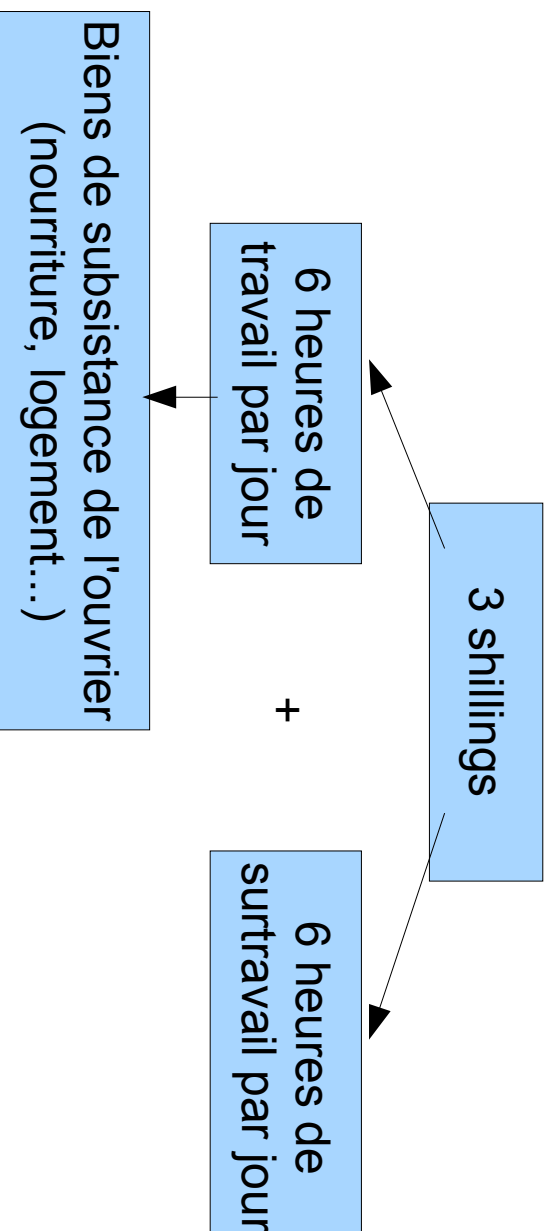 3 shillings
6 heures de
travail par jour
+
6 heures de
surtravail par jour
Biens de subsistance de l'ouvrier
(nourriture, logement...)